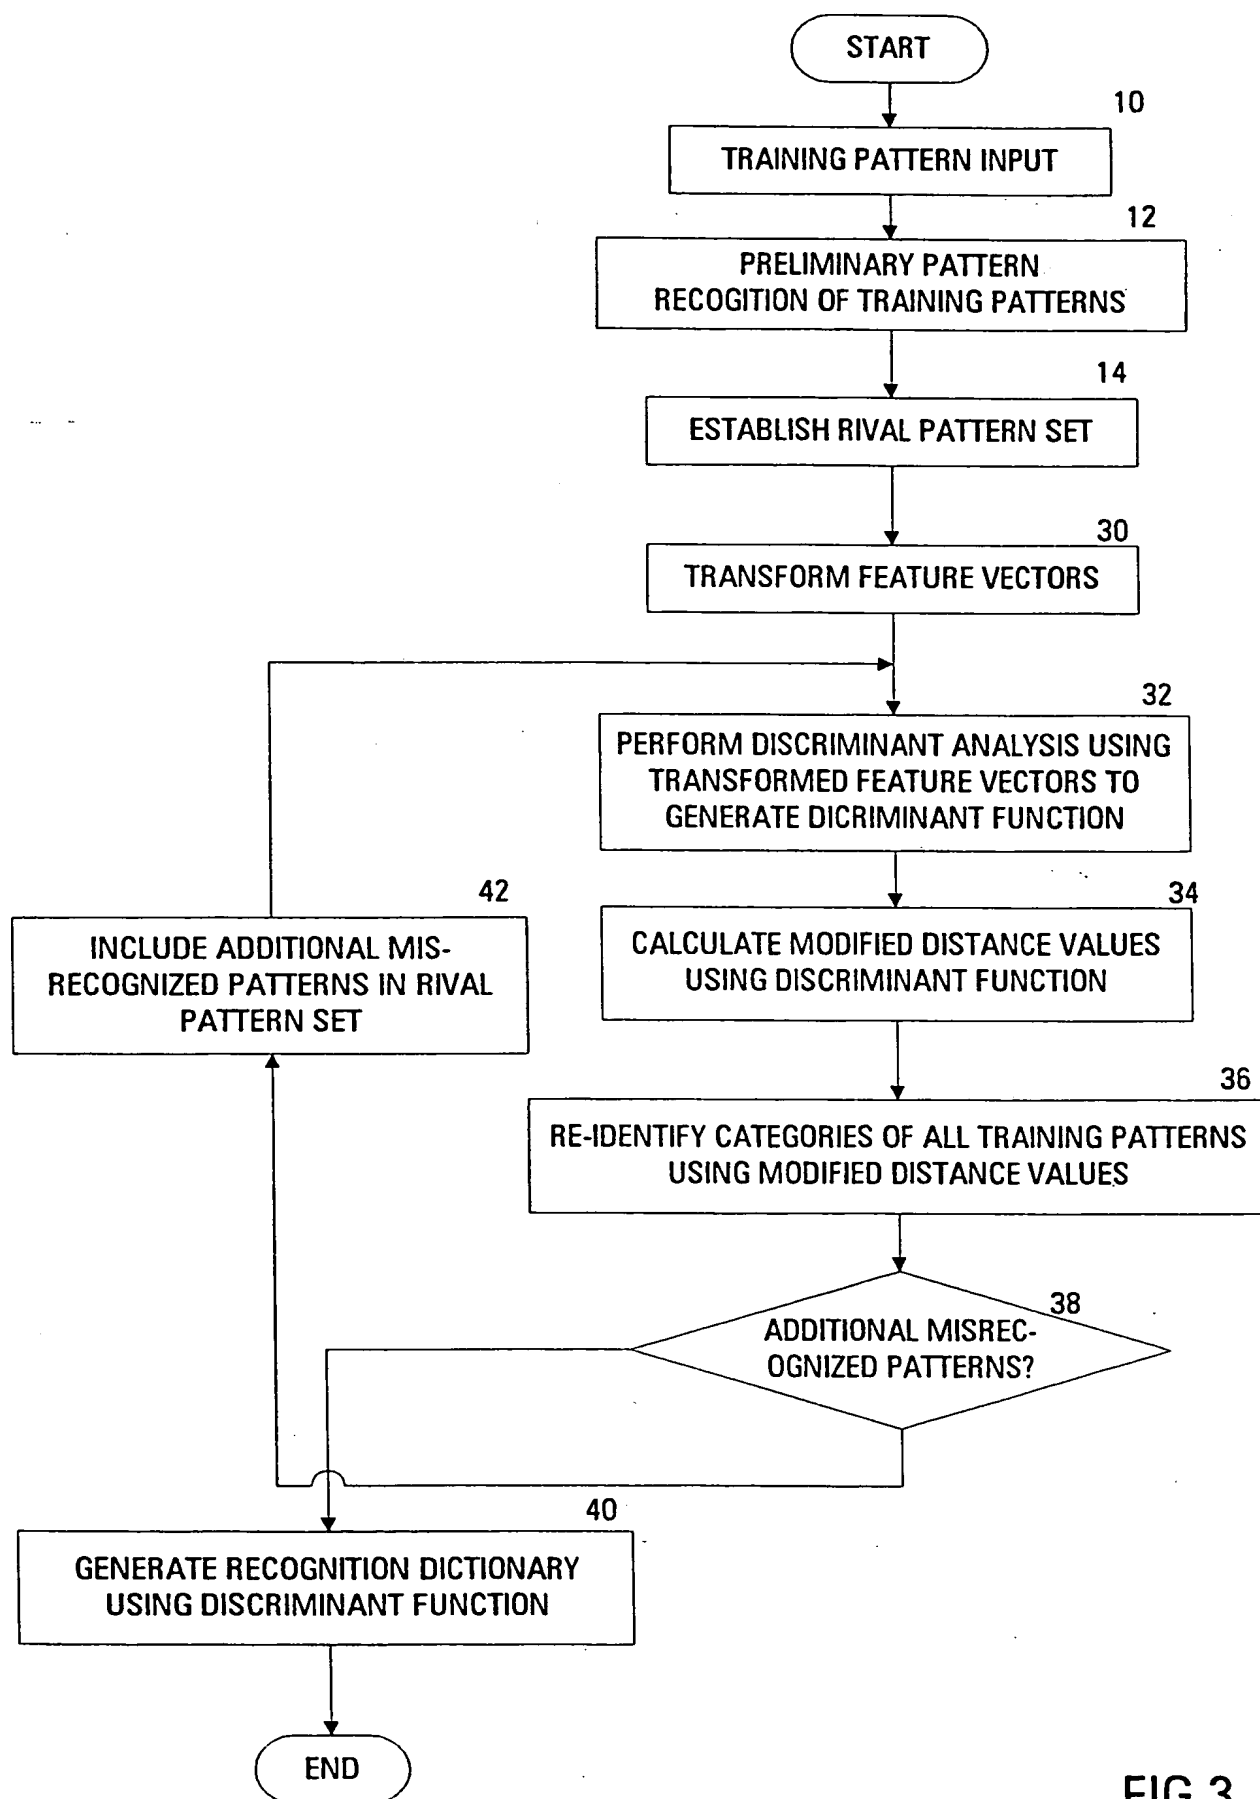 START
10
TRAINING PATTERN INPUT
12
PRELIMINARY PATTERN
RECOGITION OF TRAINING PATTERNS
14
ESTABLISH RIVAL PATTERN SET
30
TRANSFORM FEATURE VECTORS
32
PERFORM DISCRIMINANT ANALYSIS USING
TRANSFORMED FEATURE VECTORS TO
GENERATE DICRIMINANT FUNCTION
34
CALCULATE MODIFIED DISTANCE VALUES
USING DISCRIMINANT FUNCTION
42
INCLUDE ADDITIONAL MIS-
RECOGNIZED PATTERNS IN RIVAL
PATTERN SET
36
RE-IDENTIFY CATEGORIES OF ALL TRAINING PATTERNS
USING MODIFIED DISTANCE VALUES
38
ADDITIONAL MISREC-
OGNIZED PATTERNS?
40
GENERATE RECOGNITION DICTIONARY
USING DISCRIMINANT FUNCTION
END
FIG.3